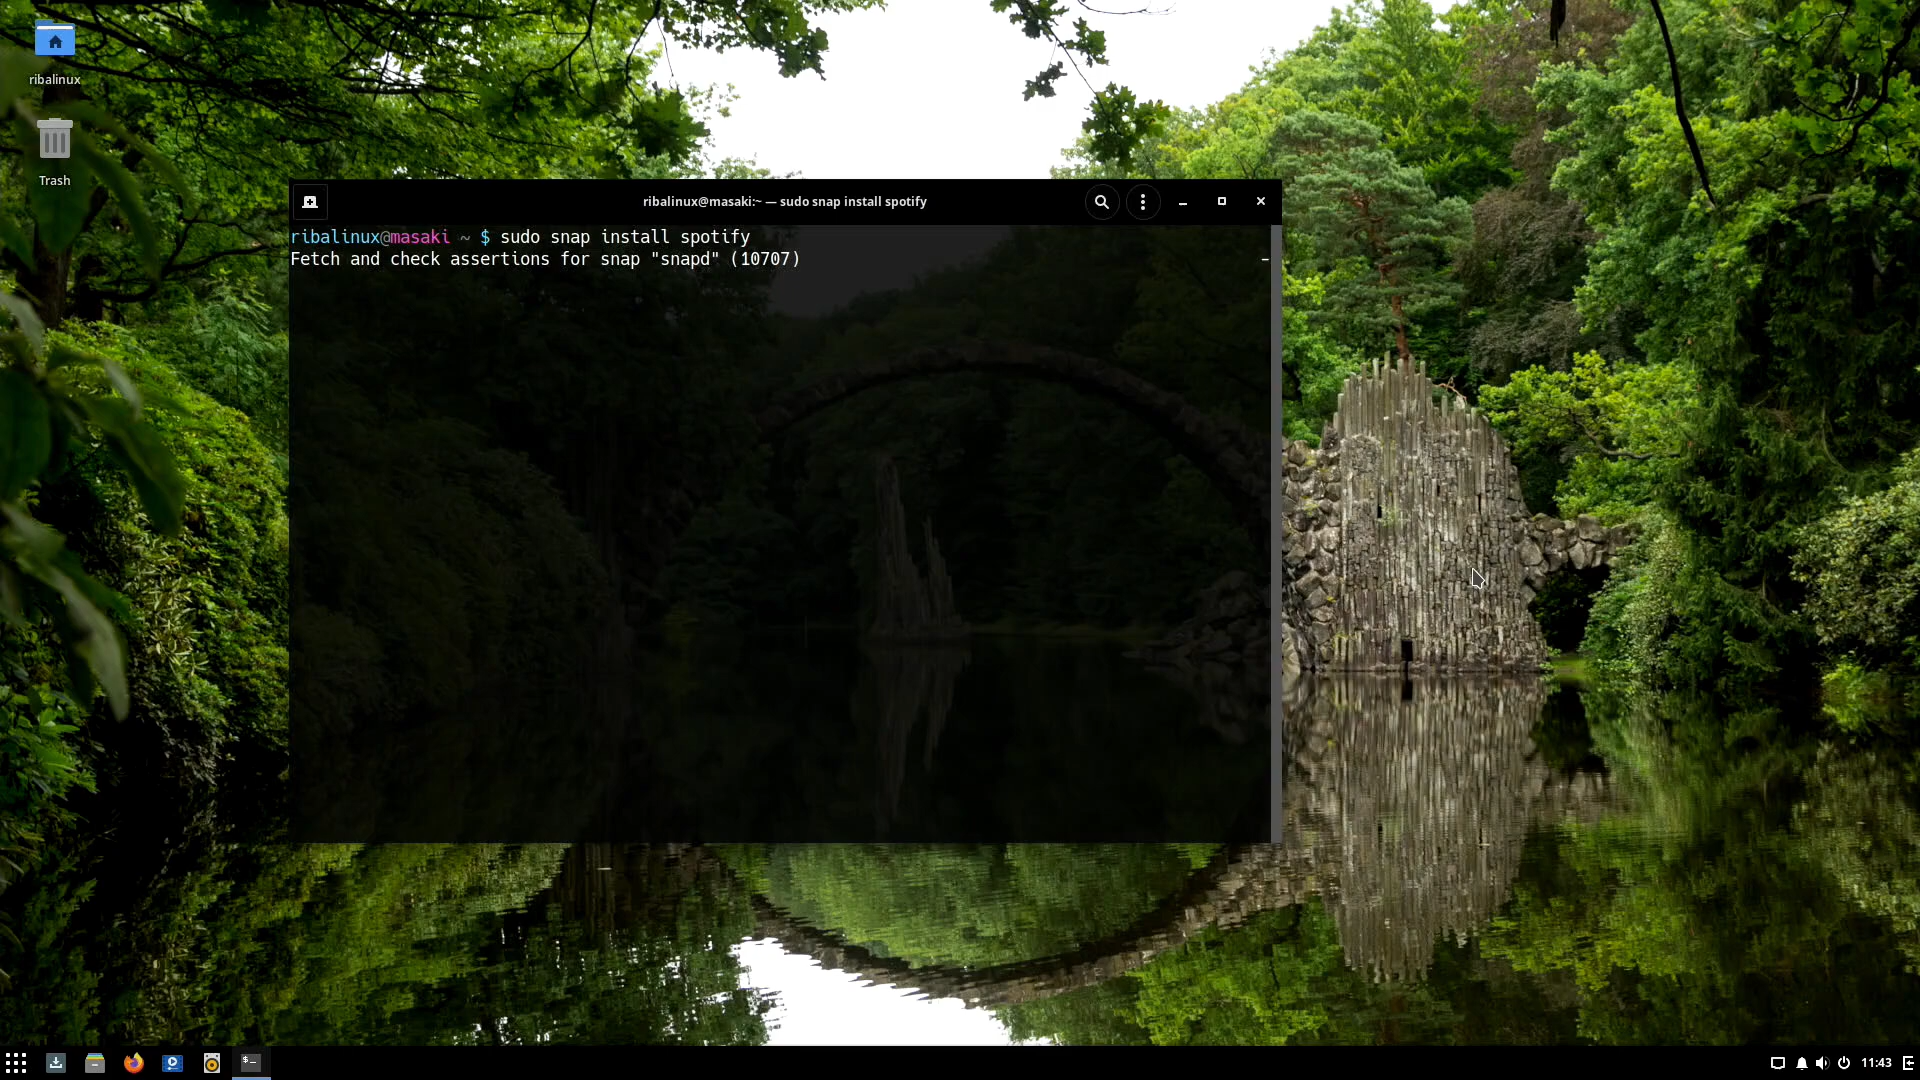 ribalinux
Trash
ribalinux@masaki:~ — sudo snap install spotify
ribalinux@masaki ~ $ sudo snap install spotify
Fetch and check assertions for snap "snapd" (10707) -
$-
11:43